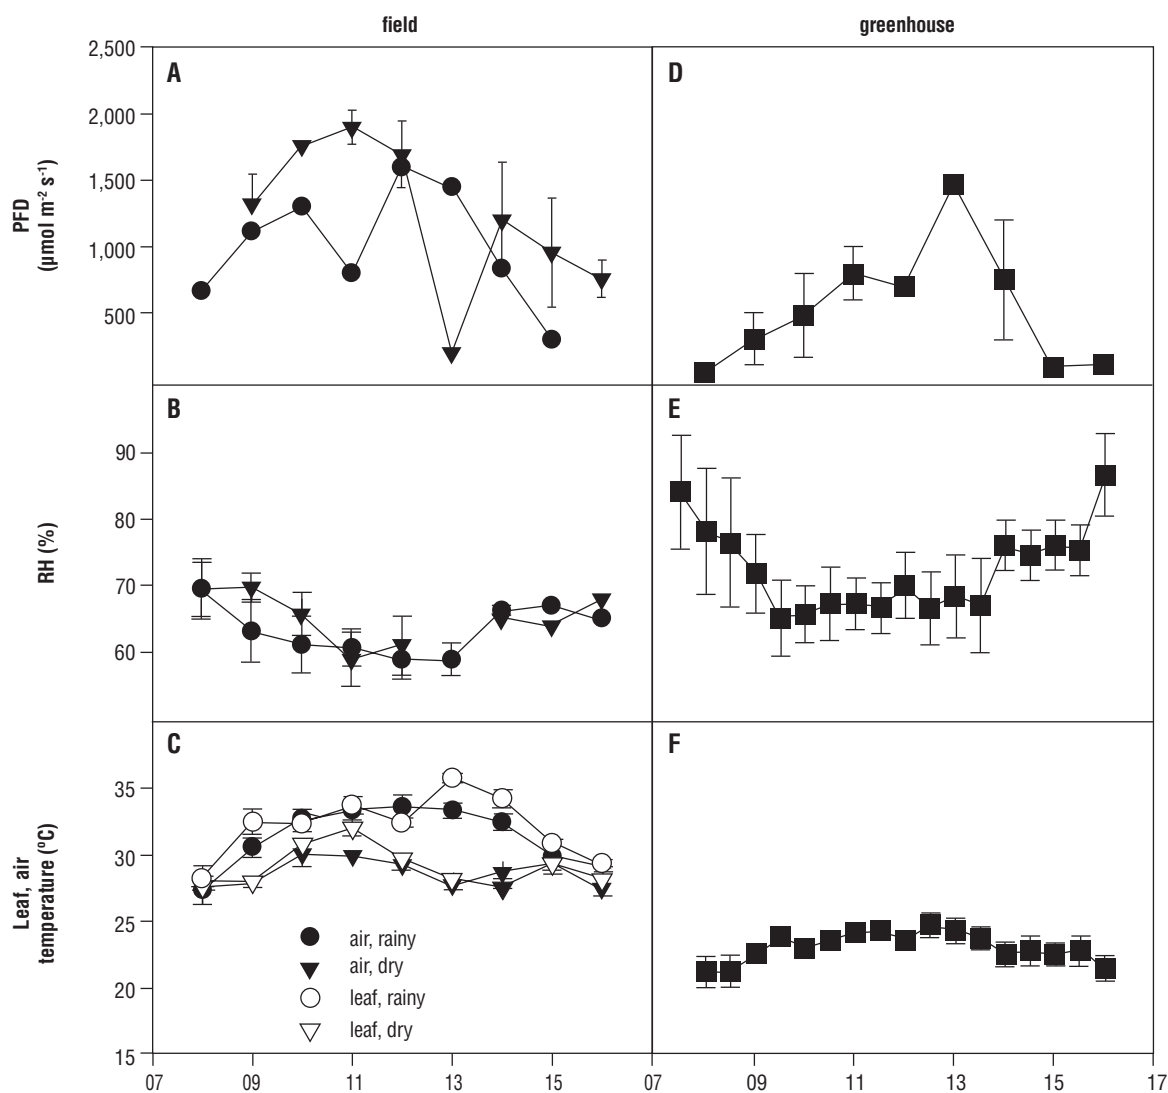 field greenhouse
A D
2,500
2,000
1,500
1,000
500
PFD
(µmol m-2 s-1)
B E
90
80
70
60
RH (%)
C F
35
30
25
20
15
Leaf, air
temperature (ºC)
air, rainy
air, dry
leaf, rainy
leaf, dry
07 09 11 13 15 07 09 11 13 15 17